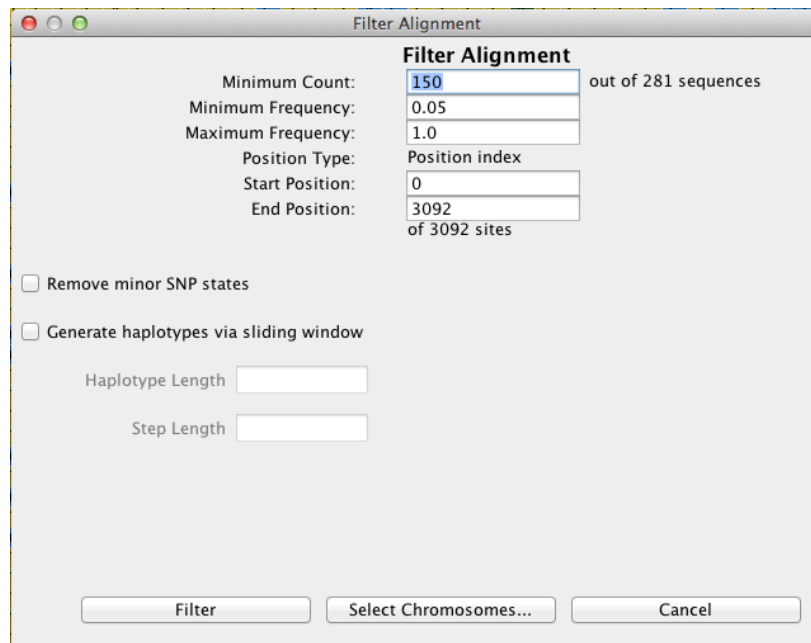 Filter Alignment
Filter Alignment
Minimum Count: 150 out of 281 sequences
Minimum Frequency: 0.05
Maximum Frequency: 1.0
Position Type: Position index
Start Position: 0
End Position: 3092
of 3092 sites
Remove minor SNP states
Generate haplotypes via sliding window
Haplotype Length
Step Length
Filter Select Chromosomes... Cancel